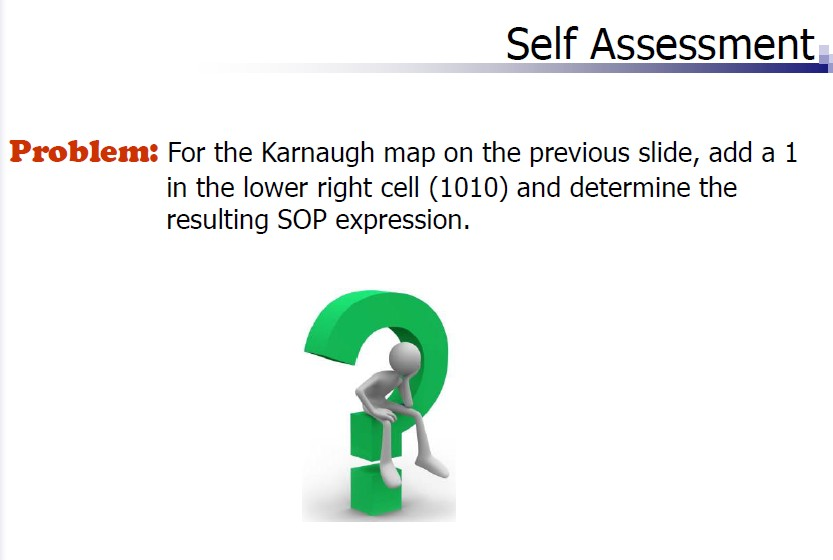 Self Assessment
Problem: For the Karnaugh map on the previous slide, add a 1
in the lower right cell (1010) and determine the
resulting SOP expression.